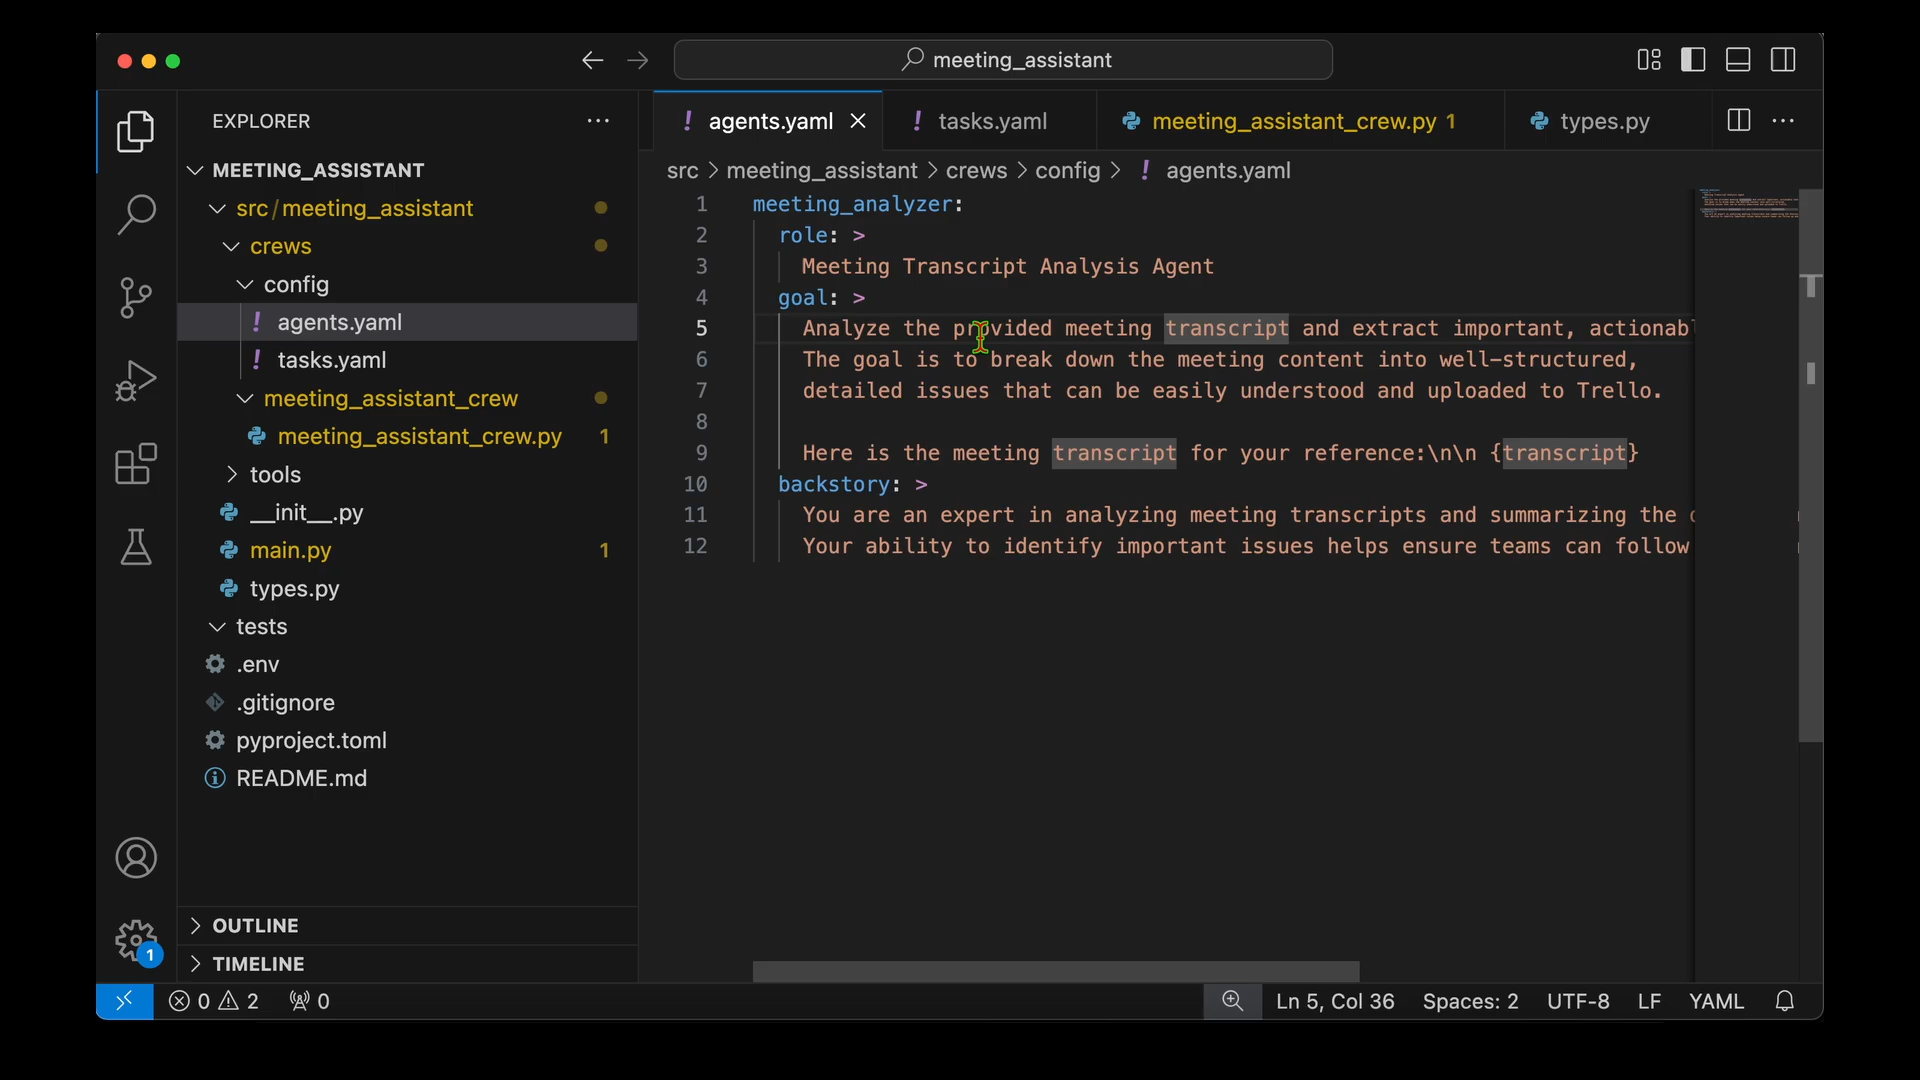 meeting_assistant
EXPLORER
MEETING_ASSISTANT
src/meeting_assistant
crews
config
! agents.yaml
! tasks.yaml
meeting_assistant_crew
meeting_assistant_crew.py 1
tools
__init__.py
main.py 1
types.py
tests
.env
.gitignore
pyproject.toml
README.md
OUTLINE
TIMELINE
1
! agents.yaml
! tasks.yaml
meeting_assistant_crew.py 1
types.py
src > meeting_assistant > crews > config > ! agents.yaml
1 meeting_analyzer:
2 role: >
3 Meeting Transcript Analysis Agent
4 goal: >
5 Analyze the provided meeting transcript and extract important, actionabl
6 The goal is to break down the meeting content into well-structured,
7 detailed issues that can be easily understood and uploaded to Trello.
8
9 Here is the meeting transcript for your reference:\n\n {transcript}
10 backstory: >
11 You are an expert in analyzing meeting transcripts and summarizing the
12 Your ability to identify important issues helps ensure teams can follow
0 2 0
Ln 5, Col 36 Spaces: 2 UTF-8 LF YAML